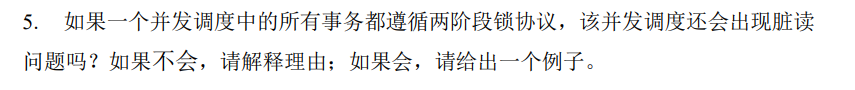 5. 如果一个并发调度中的所有事务都遵循两阶段锁协议，该并发调度还会出现脏读
问题吗？如果不会，请解释理由；如果会，请给出一个例子。